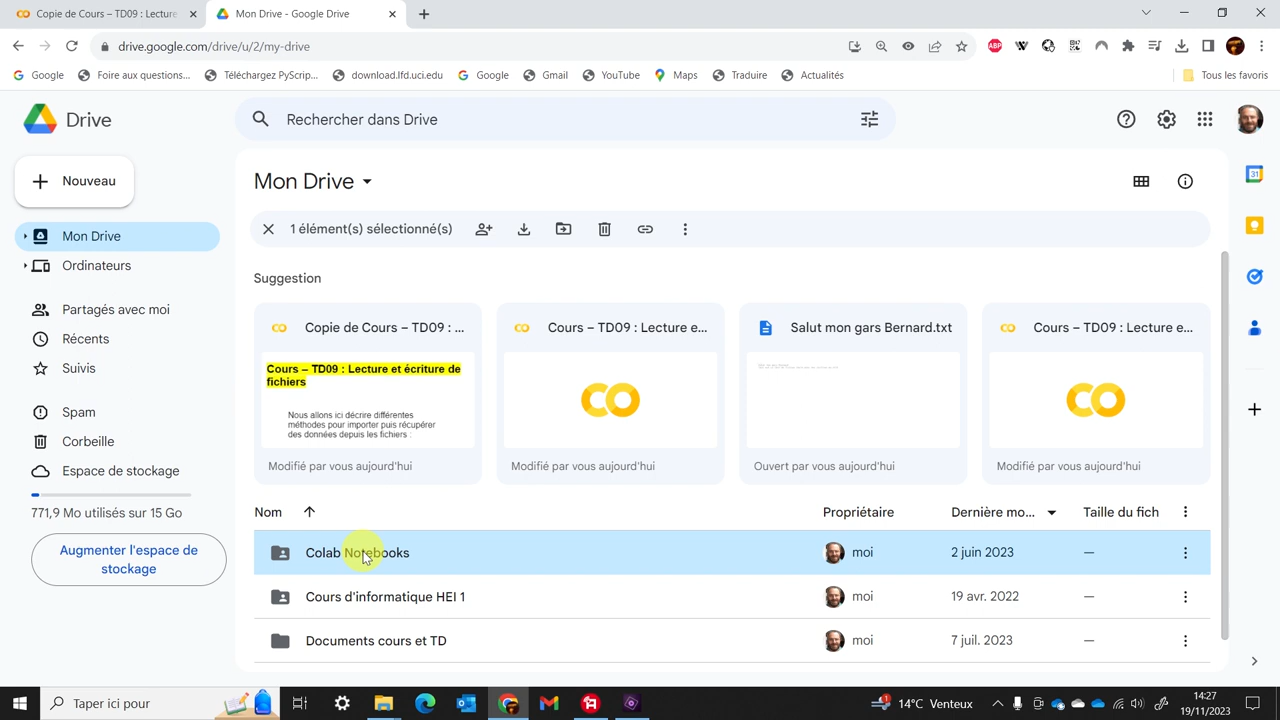 Copie de Cours – TD09 : Lecture
Mon Drive - Google Drive
drive.google.com/drive/u/2/my-drive
Google
Foire aux questions...
Téléchargez PyScrip...
download.lfd.uci.edu
Google
Gmail
YouTube
Maps
Traduire
Actualités
Tous les favoris
Drive
Rechercher dans Drive
Nouveau
Mon Drive
1 élément(s) sélectionné(s)
Mon Drive
Ordinateurs
Partagés avec moi
Récents
Suivis
Spam
Corbeille
Espace de stockage
771,9 Mo utilisés sur 15 Go
Augmenter l'espace de
stockage
Suggestion
Copie de Cours – TD09 : ...
Cours – TD09 : Lecture e...
Salut mon gars Bernard.txt
Cours – TD09 : Lecture e...
Cours – TD09 : Lecture et écriture de
fichiers
Nous allons ici décrire différentes
méthodes pour importer puis récupérer
des données depuis les fichiers :
Modifié par vous aujourd'hui
Modifié par vous aujourd'hui
Ouvert par vous aujourd'hui
Modifié par vous aujourd'hui
Nom
Propriétaire
Dernière mo...
Taille du fich
Colab Notebooks
moi
2 juin 2023
—
Cours d'informatique HEI 1
moi
19 avr. 2022
—
Documents cours et TD
moi
7 juil. 2023
—
31
ABP
W
Taper ici pour
14°C Venteux
14:27
19/11/2023